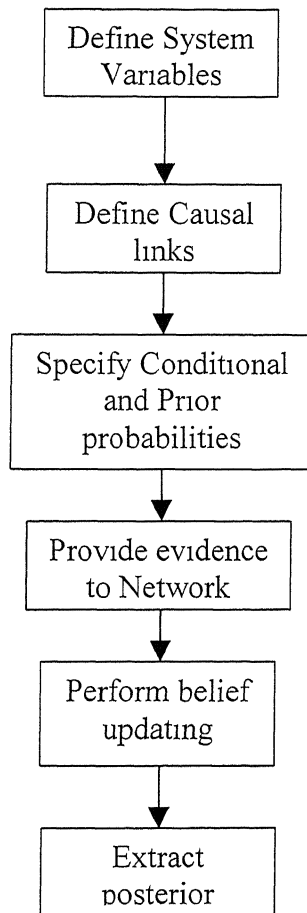 Define System
Variables
Define Causal
links
Specify Conditional
and Prior
probabilities
Provide evidence
to Network
Perform belief
updating
Extract
posterior